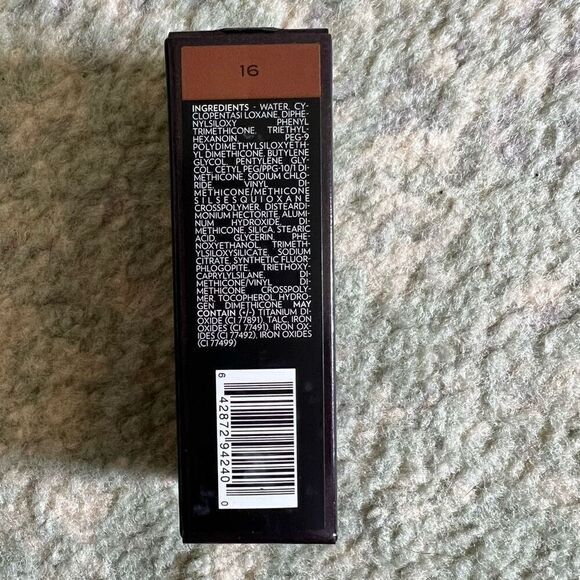 16
INGREDIENTS - WATER, CY-
CLOPENTASI LOXANE, DIPHE-
NYLSILOXY PHENYL
TRIMETHICONE, TRIETHYL-
HEXANOIN PEG-9
POLYDIMETHYLSILOXYETH-
YL DIMETHICONE, BUTYLENE
GLYCOL, PENTYLENE GLY-
COL, CETYL PEG/PPG-10/1 DI-
METHICONE, SODIUM CHLO-
RIDE, VINYL DI-
METHICONE/METHICONE
SILSESQUIOXANE
CROSSPOLYMER, DISTEARDI-
MONIUM HECTORITE, ALUMI-
NUM HYDROXIDE DI-
METHICONE, SILICA, STEARIC
ACID, GLYCERIN, PHE-
NOXYETHANOL, TRIMETH-
YLSILOXYSILICATE, SODIUM
CITRATE, SYNTHETIC FLUOR-
PHLOGOPITE, TRIETHOXY-
CAPRYLYLSILANE, DI-
METHICONE/VINYL DI-
METHICONE CROSSPOLY-
MER, TOCOPHEROL, HYDRO-
GEN DIMETHICONE MAY
CONTAIN (+/-) TITANIUM DI-
OXIDE (CI 77891), TALC, IRON
OXIDES (CI 77491), IRON OX-
IDES (CI 77492), IRON OXIDES
(CI 77499)
6 42872 94240 0